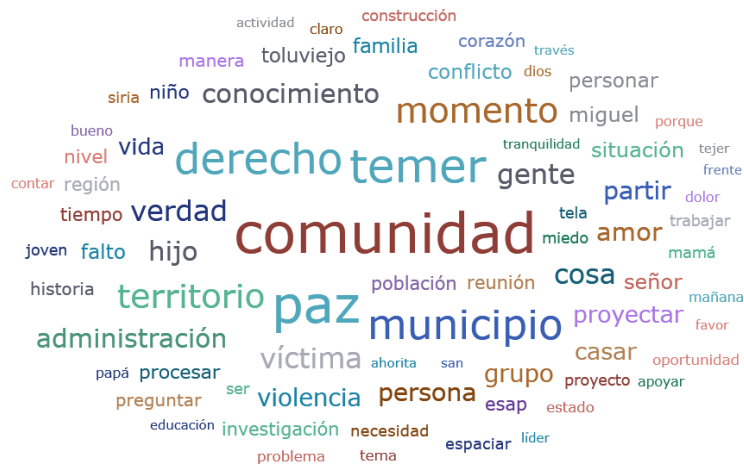 construcción
actividad
claro
familia
corazón
través
manera
toluviejo
conflicto
dios
personar
siria
niño
conocimiento
momento
miguel
porque
bueno
vida
derecho
temer
tranquilidad
situación
tejer
nivel
gente
frente
contar
región
partir
dolor
tiempo
verdad
comunidad
tela
trabajar
joven
falto
hijo
miedo
amor
mamá
historia
territorio
paz
población
reunión
cosa
señor
mañana
administración
municipio
proyectar
favor
víctima
casar
oportunidad
papá
procesar
ahorita
san
grupo
proyecto
apoyar
preguntar
ser
violencia
persona
esap
estado
educación
investigación
necesidad
espaciar
líder
problema
tema